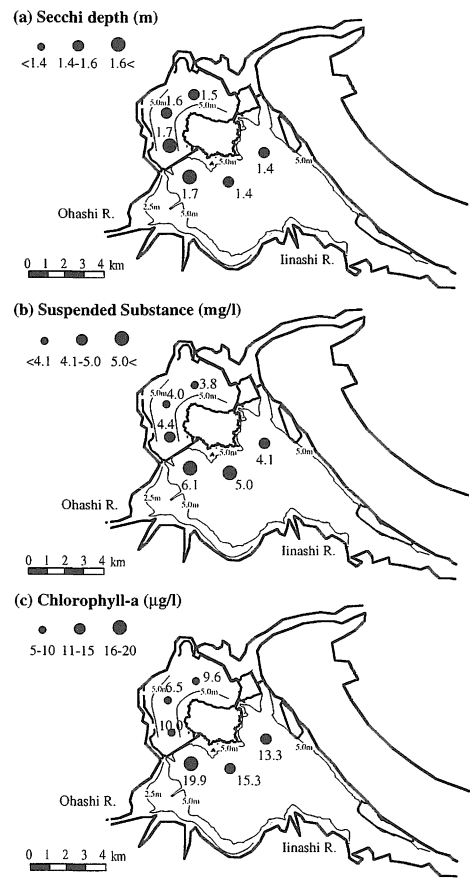 (a) Secchi depth (m)
<1.4 1.4-1.6 1.6<
1.5
5.0m 1.6
5.0m
1.7
5.0m
1.4
5.0m
1.7
1.4
Ohashi R.
2.5m
5.0m
Iinashi R.
0 1 2 3 4 km
(b) Suspended Substance (mg/l)
<4.1 4.1-5.0 5.0<
3.8
5.0m 4.0
5.0m
4.4
4.1
5.0m
5.0m
6.1
5.0
Ohashi R.
2.5m
5.0m
Iinashi R.
0 1 2 3 4 km
(c) Chlorophyll-a (μg/l)
5-10 11-15 16-20
9.6
5.0m 6.5
5.0m
10.0
5.0m
13.3
5.0m
19.9
15.3
Ohashi R.
2.5m
5.0m
Iinashi R.
0 1 2 3 4 km